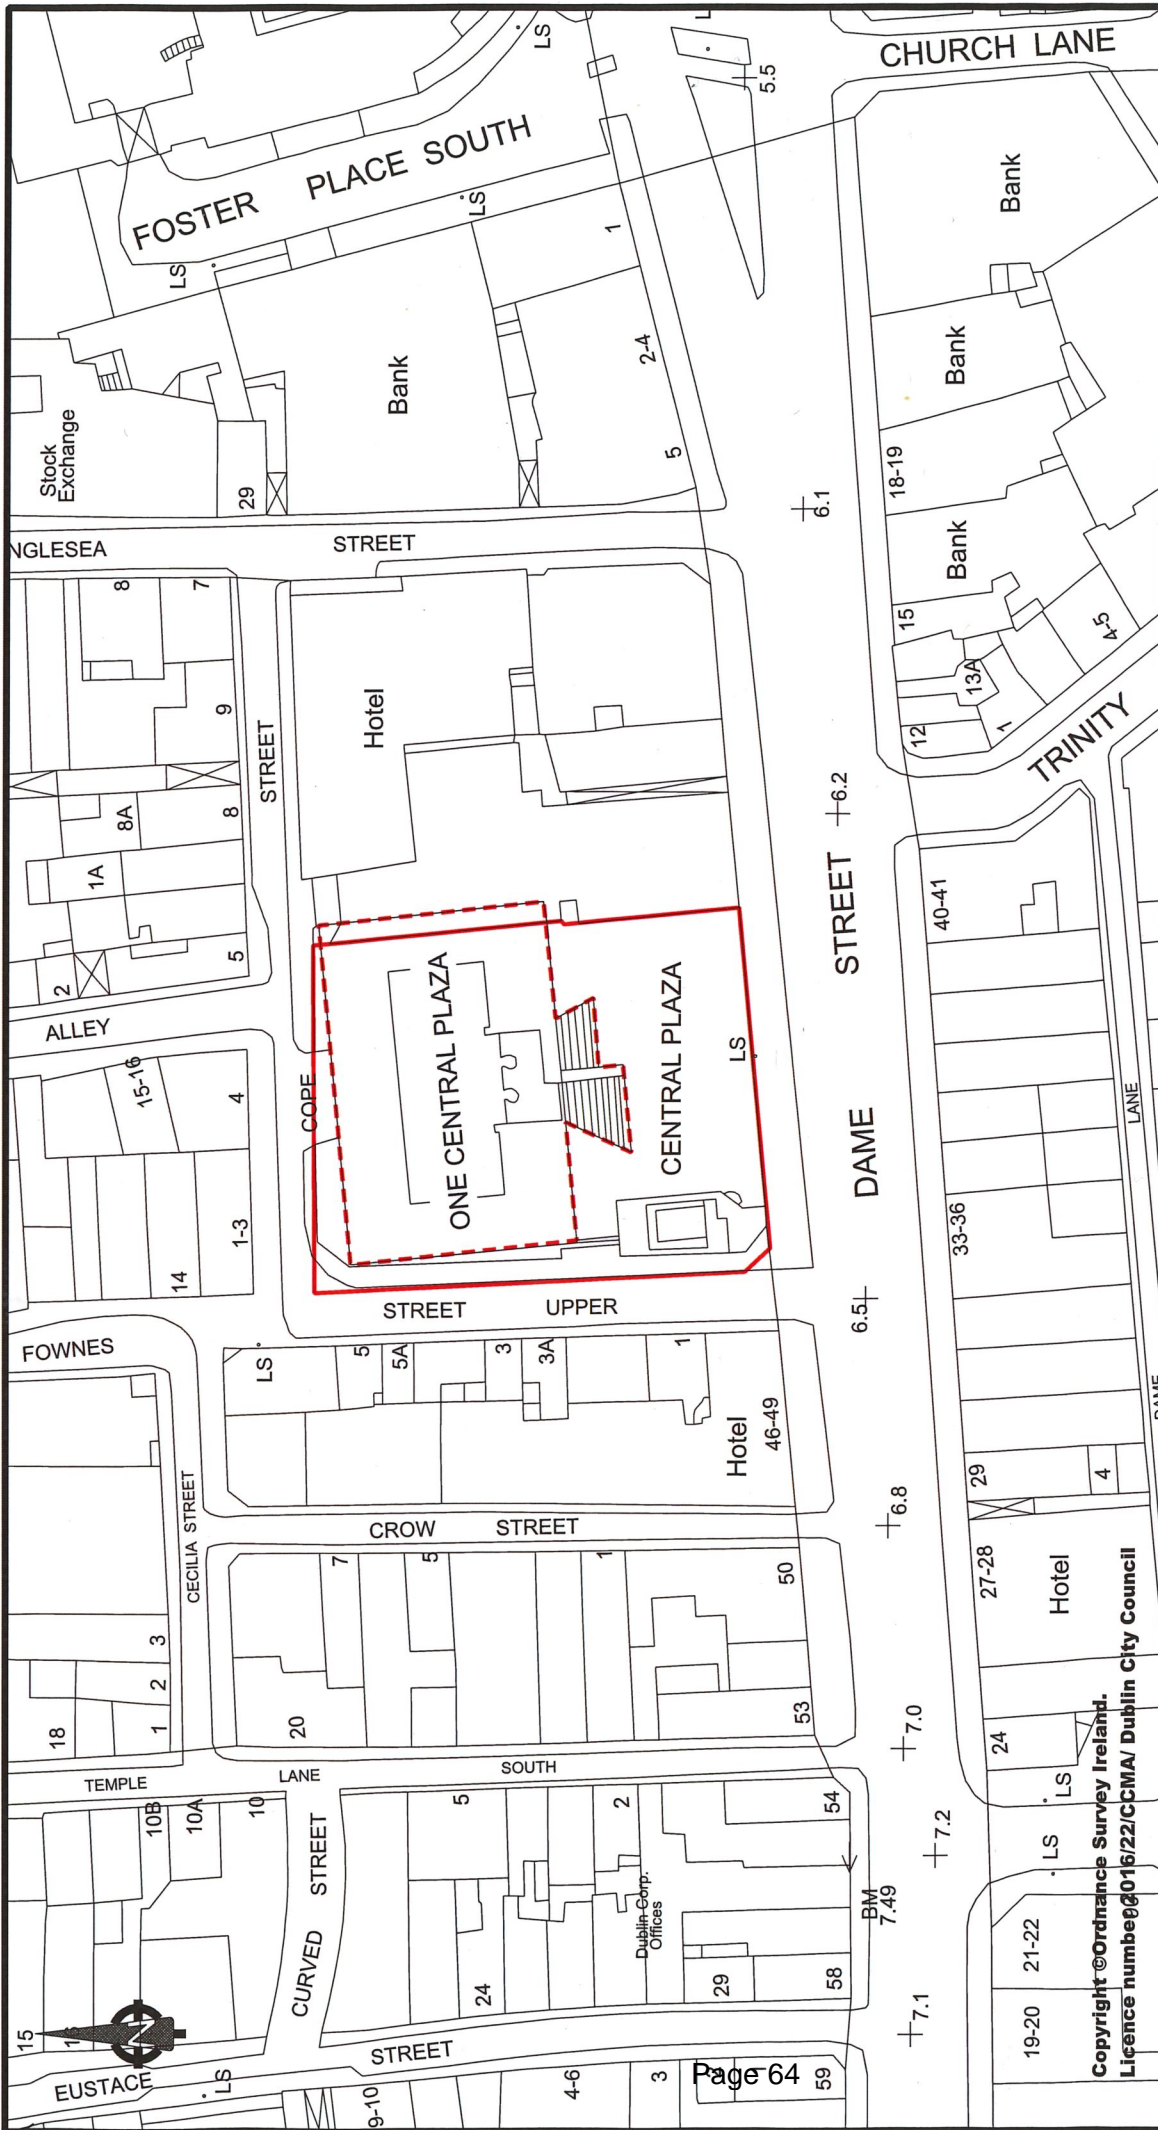 CHURCH LANE
5.5
LS
FOSTER PLACE SOUTH
LS
LS
1
2-4
5
Bank
Bank
Bank
18-19
Bank
15
13A
12
1
4-5
TRINITY
Stock
Exchange
29
6.1
NGLESEA STREET
8
7
9
8A
8
1A
5
2
STREET
Hotel
6.2
ALLEY
15-16
4
1-3
14
COPE
ONE CENTRAL PLAZA
CENTRAL PLAZA
LS
DAME STREET
40-41
33-36
LANE
FOWNES
STREET UPPER
6.5
LS
5
5A
3
3A
1
Hotel
46-49
29
4
CECILIA STREET
CROW STREET
6.8
7
5
1
50
27-28
Hotel
3
2
1
18
20
53
7.0
24
LS
TEMPLE LANE SOUTH
10B
10A
10
CURVED STREET
5
2
54
7.2
LS
Dublin Corp.
Offices
BM
7.49
24
29
58
7.1
21-22
19-20
15
N
EUSTACE STREET
LS
9-10
4-6
3
59
Page 64
Copyright ©Ordnance Survey Ireland.
Licence number 2016/22/CCMA/ Dublin City Council